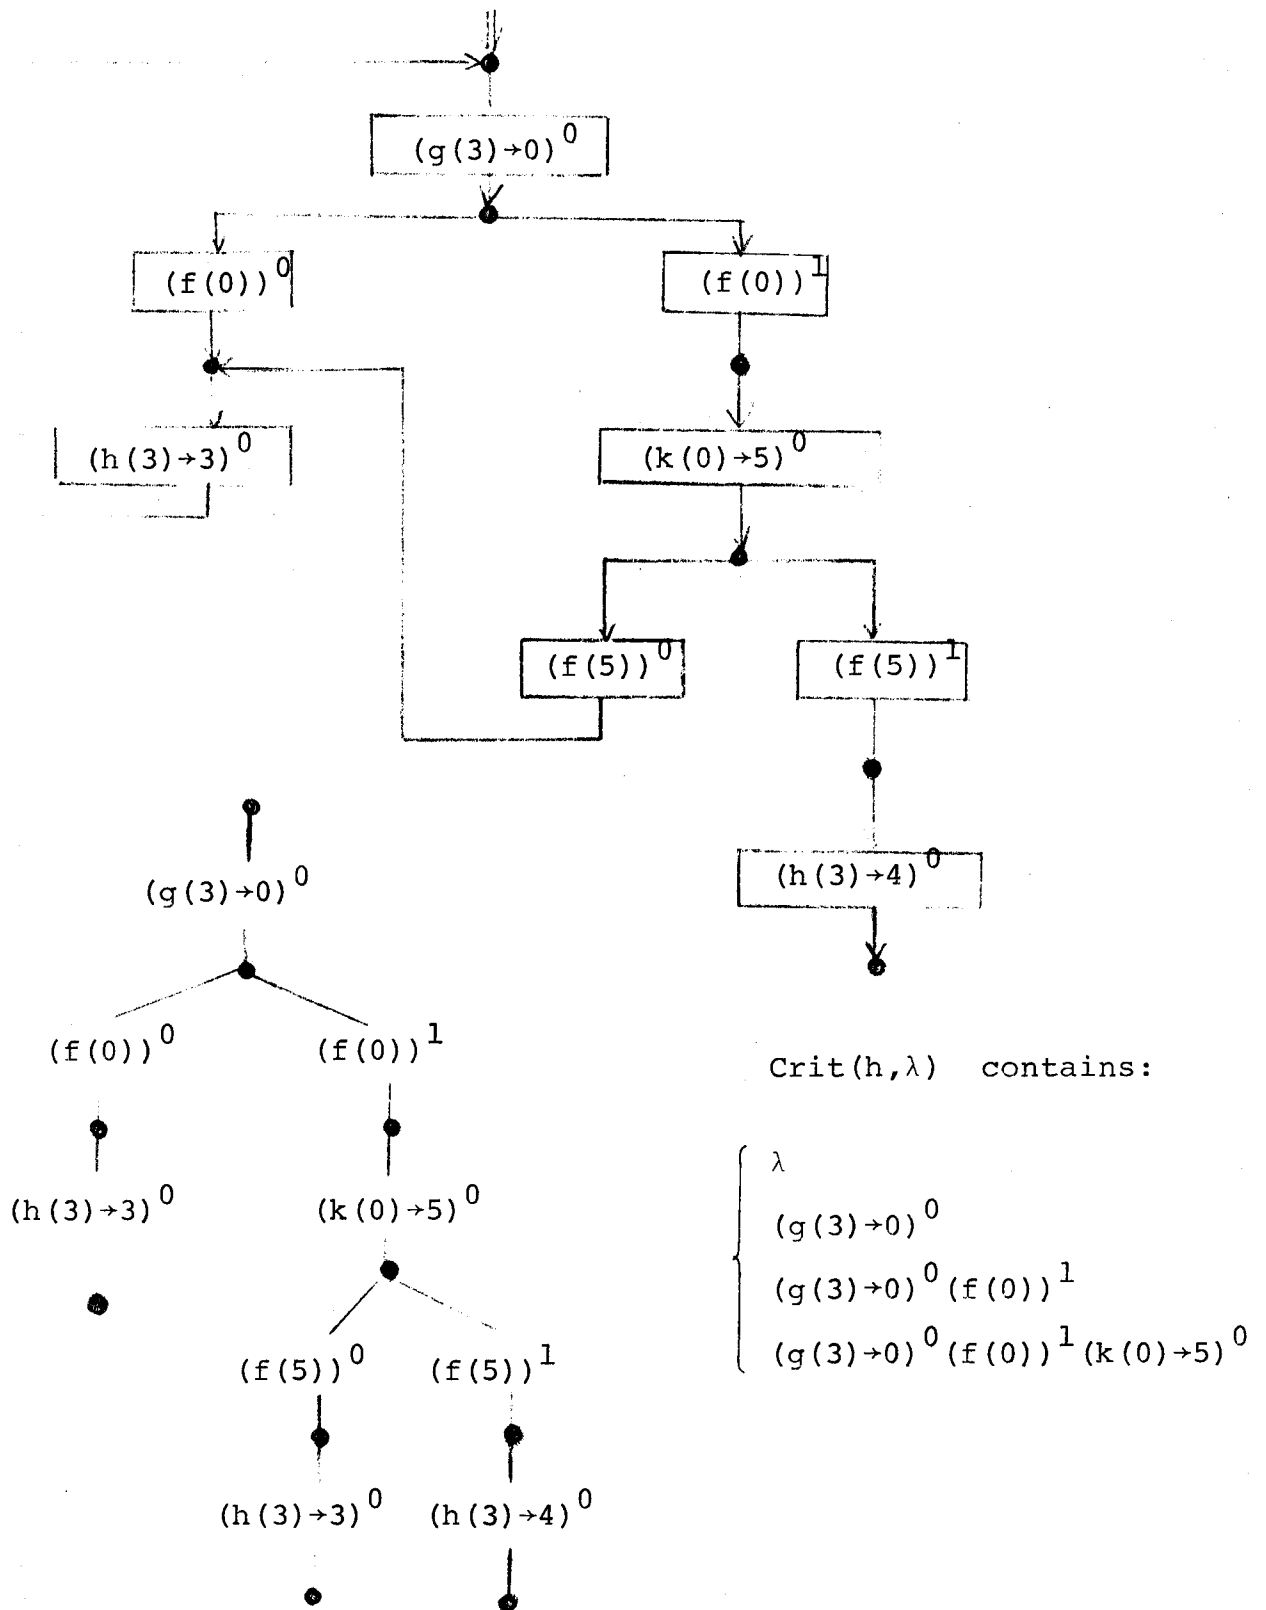 (g(3)→0)⁰
(f(0))⁰ (f(0))¹
(h(3)→3)⁰ (k(0)→5)⁰
(f(5))⁰ (f(5))¹
(h(3)→4)⁰
(g(3)→0)⁰
(f(0))⁰ (f(0))¹
(h(3)→3)⁰ (k(0)→5)⁰
(f(5))⁰ (f(5))¹
(h(3)→3)⁰ (h(3)→4)⁰
Crit(h,λ) contains:
λ
(g(3)→0)⁰
(g(3)→0)⁰(f(0))¹
(g(3)→0)⁰(f(0))¹(k(0)→5)⁰